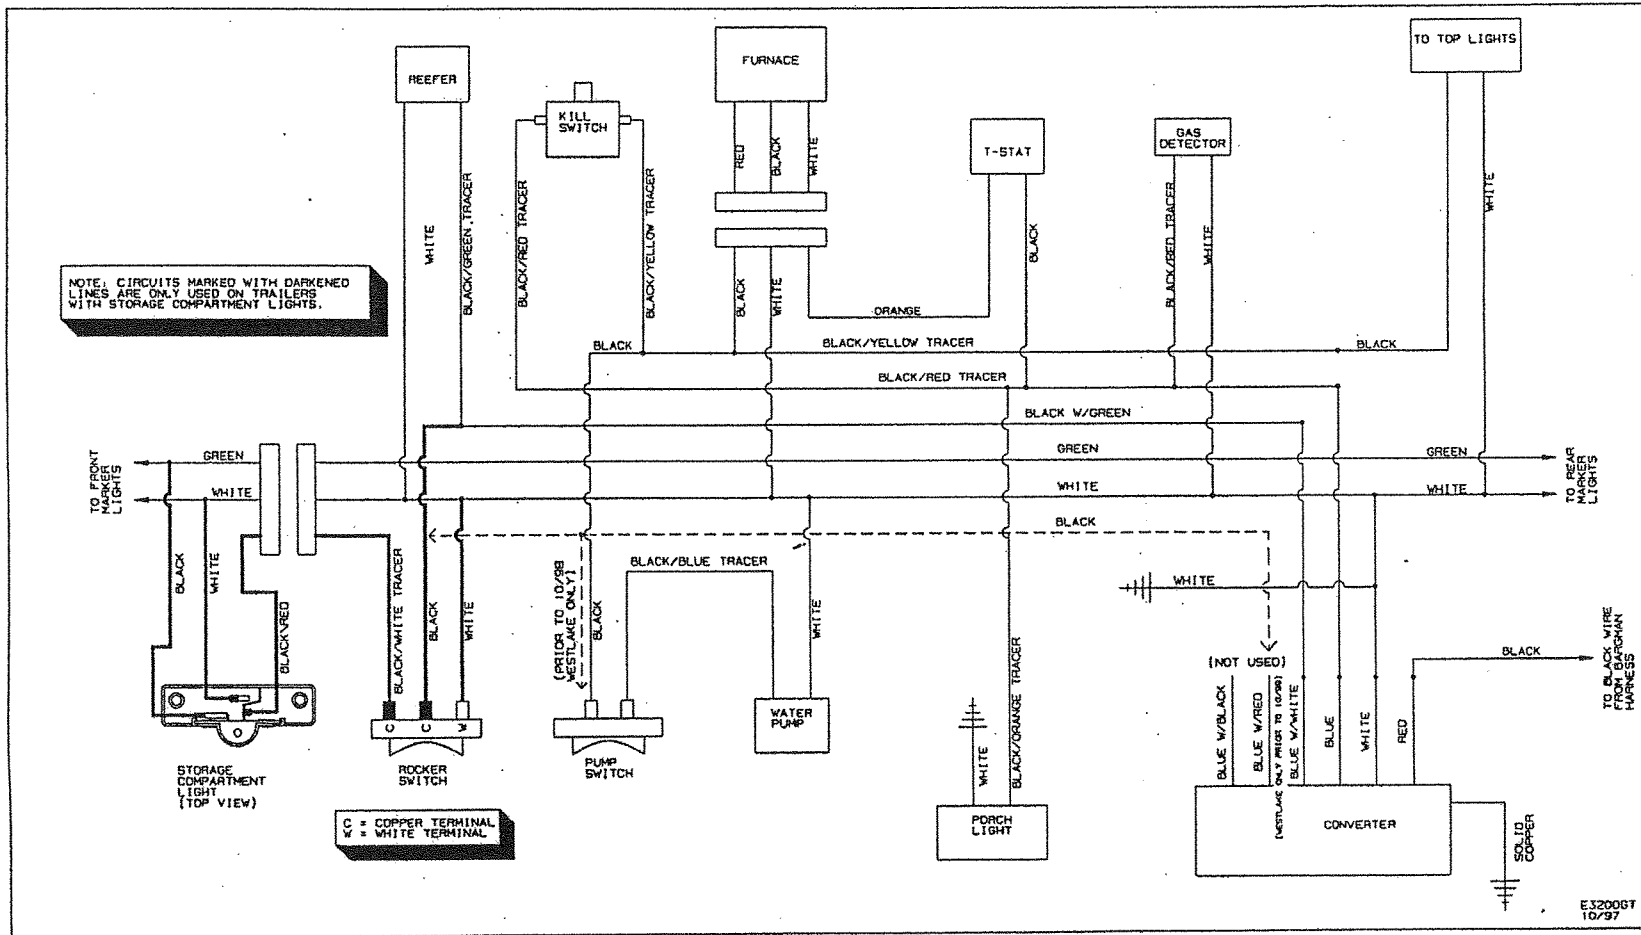 TO TOP LIGHTS
REEFER
FURNACE
KILL
SWITCH
T-STAT
GAS
DETECTOR
RED
BLACK
WHITE
WHITE
BLACK/GREEN TRACER
BLACK/RED TRACER
BLACK/YELLOW TRACER
BLACK
WHITE
BLACK
BLACK/RED TRACER
WHITE
WHITE
NOTE: CIRCUITS MARKED WITH DARKENED
LINES ARE ONLY USED ON TRAILERS
WITH STORAGE COMPARTMENT LIGHTS.
ORANGE
BLACK
BLACK/YELLOW TRACER
BLACK
BLACK/RED TRACER
BLACK W/GREEN
TO FRONT
MARKER
LIGHTS
GREEN
GREEN
GREEN
TO REAR
MARKER
LIGHTS
WHITE
WHITE
WHITE
BLACK
BLACK
WHITE
BLACK\RED
BLACK/WHITE TRACER
BLACK
WHITE
(PRIOR TO 10/98
WESTLAKE ONLY)
BLACK
BLACK/BLUE TRACER
WHITE
WHITE
BLACK
TO BLACK WIRE
FROM BARGMAN
HARNESS
(NOT USED)
BLUE W/BLACK
BLUE W/RED
(WESTLAKE ONLY PRIOR TO 10/98)
BLUE W/WHITE
BLUE
WHITE
RED
WHITE
BLACK/ORANGE TRACER
C
C
W
STORAGE
COMPARTMENT
LIGHT
(TOP VIEW)
ROCKER
SWITCH
PUMP
SWITCH
WATER
PUMP
PORCH
LIGHT
CONVERTER
SOLID
COPPER
C = COPPER TERMINAL
W = WHITE TERMINAL
E3200GT
10/97